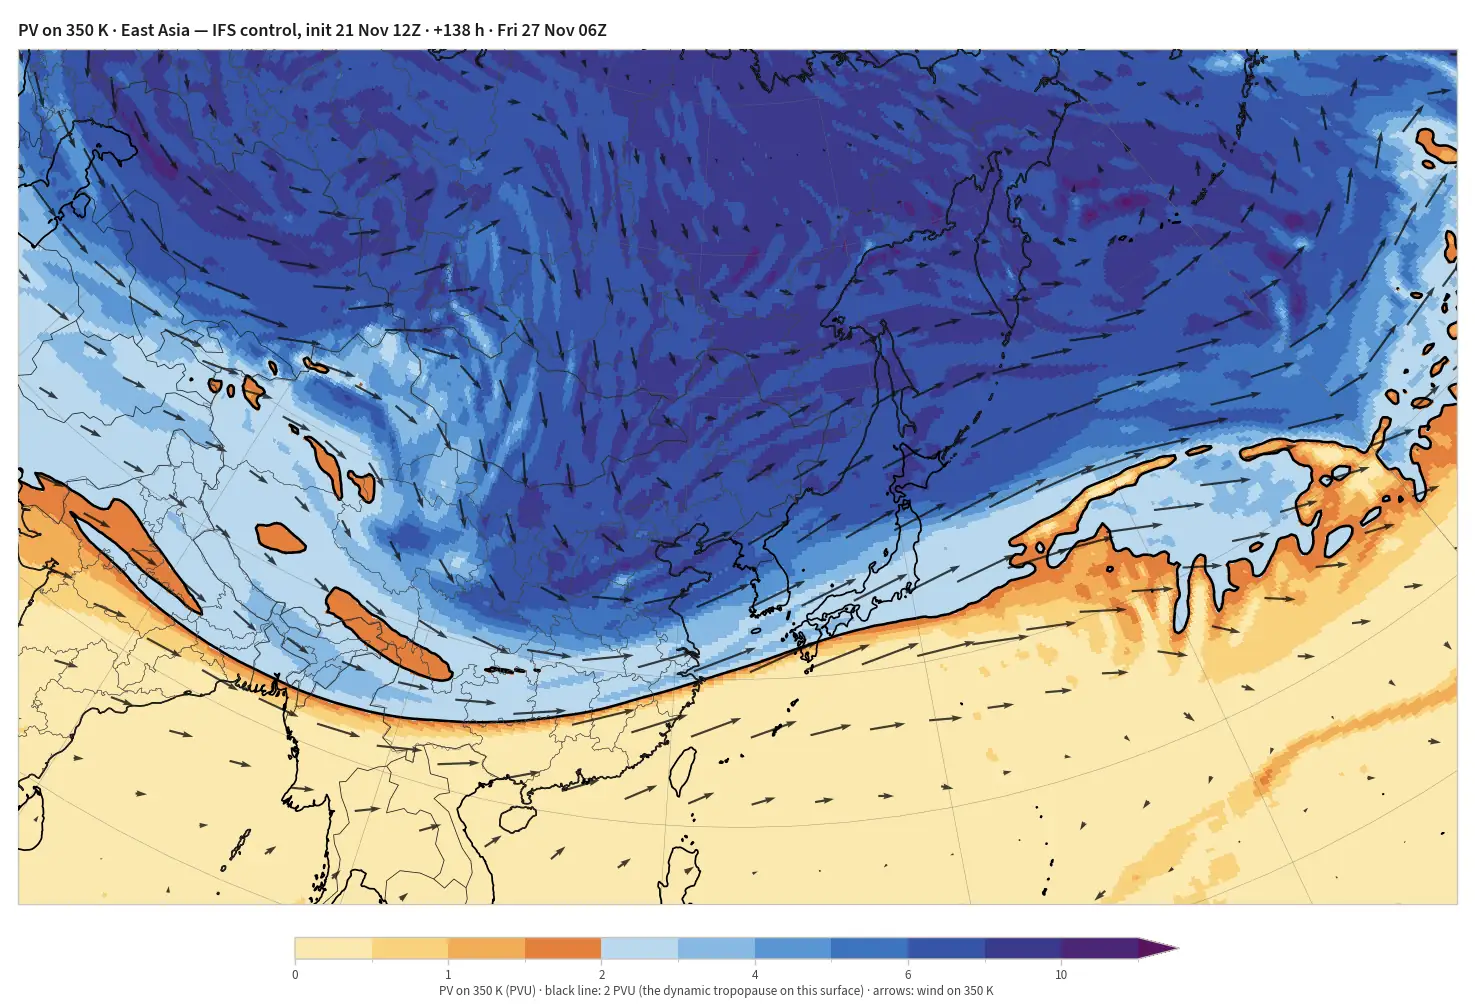 PV on 350 K · East Asia — IFS control, init 21 Nov 12Z · +138 h · Fri 27 Nov 06Z
0 1 2 4 6 10
PV on 350 K (PVU) · black line: 2 PVU (the dynamic tropopause on this surface) · arrows: wind on 350 K